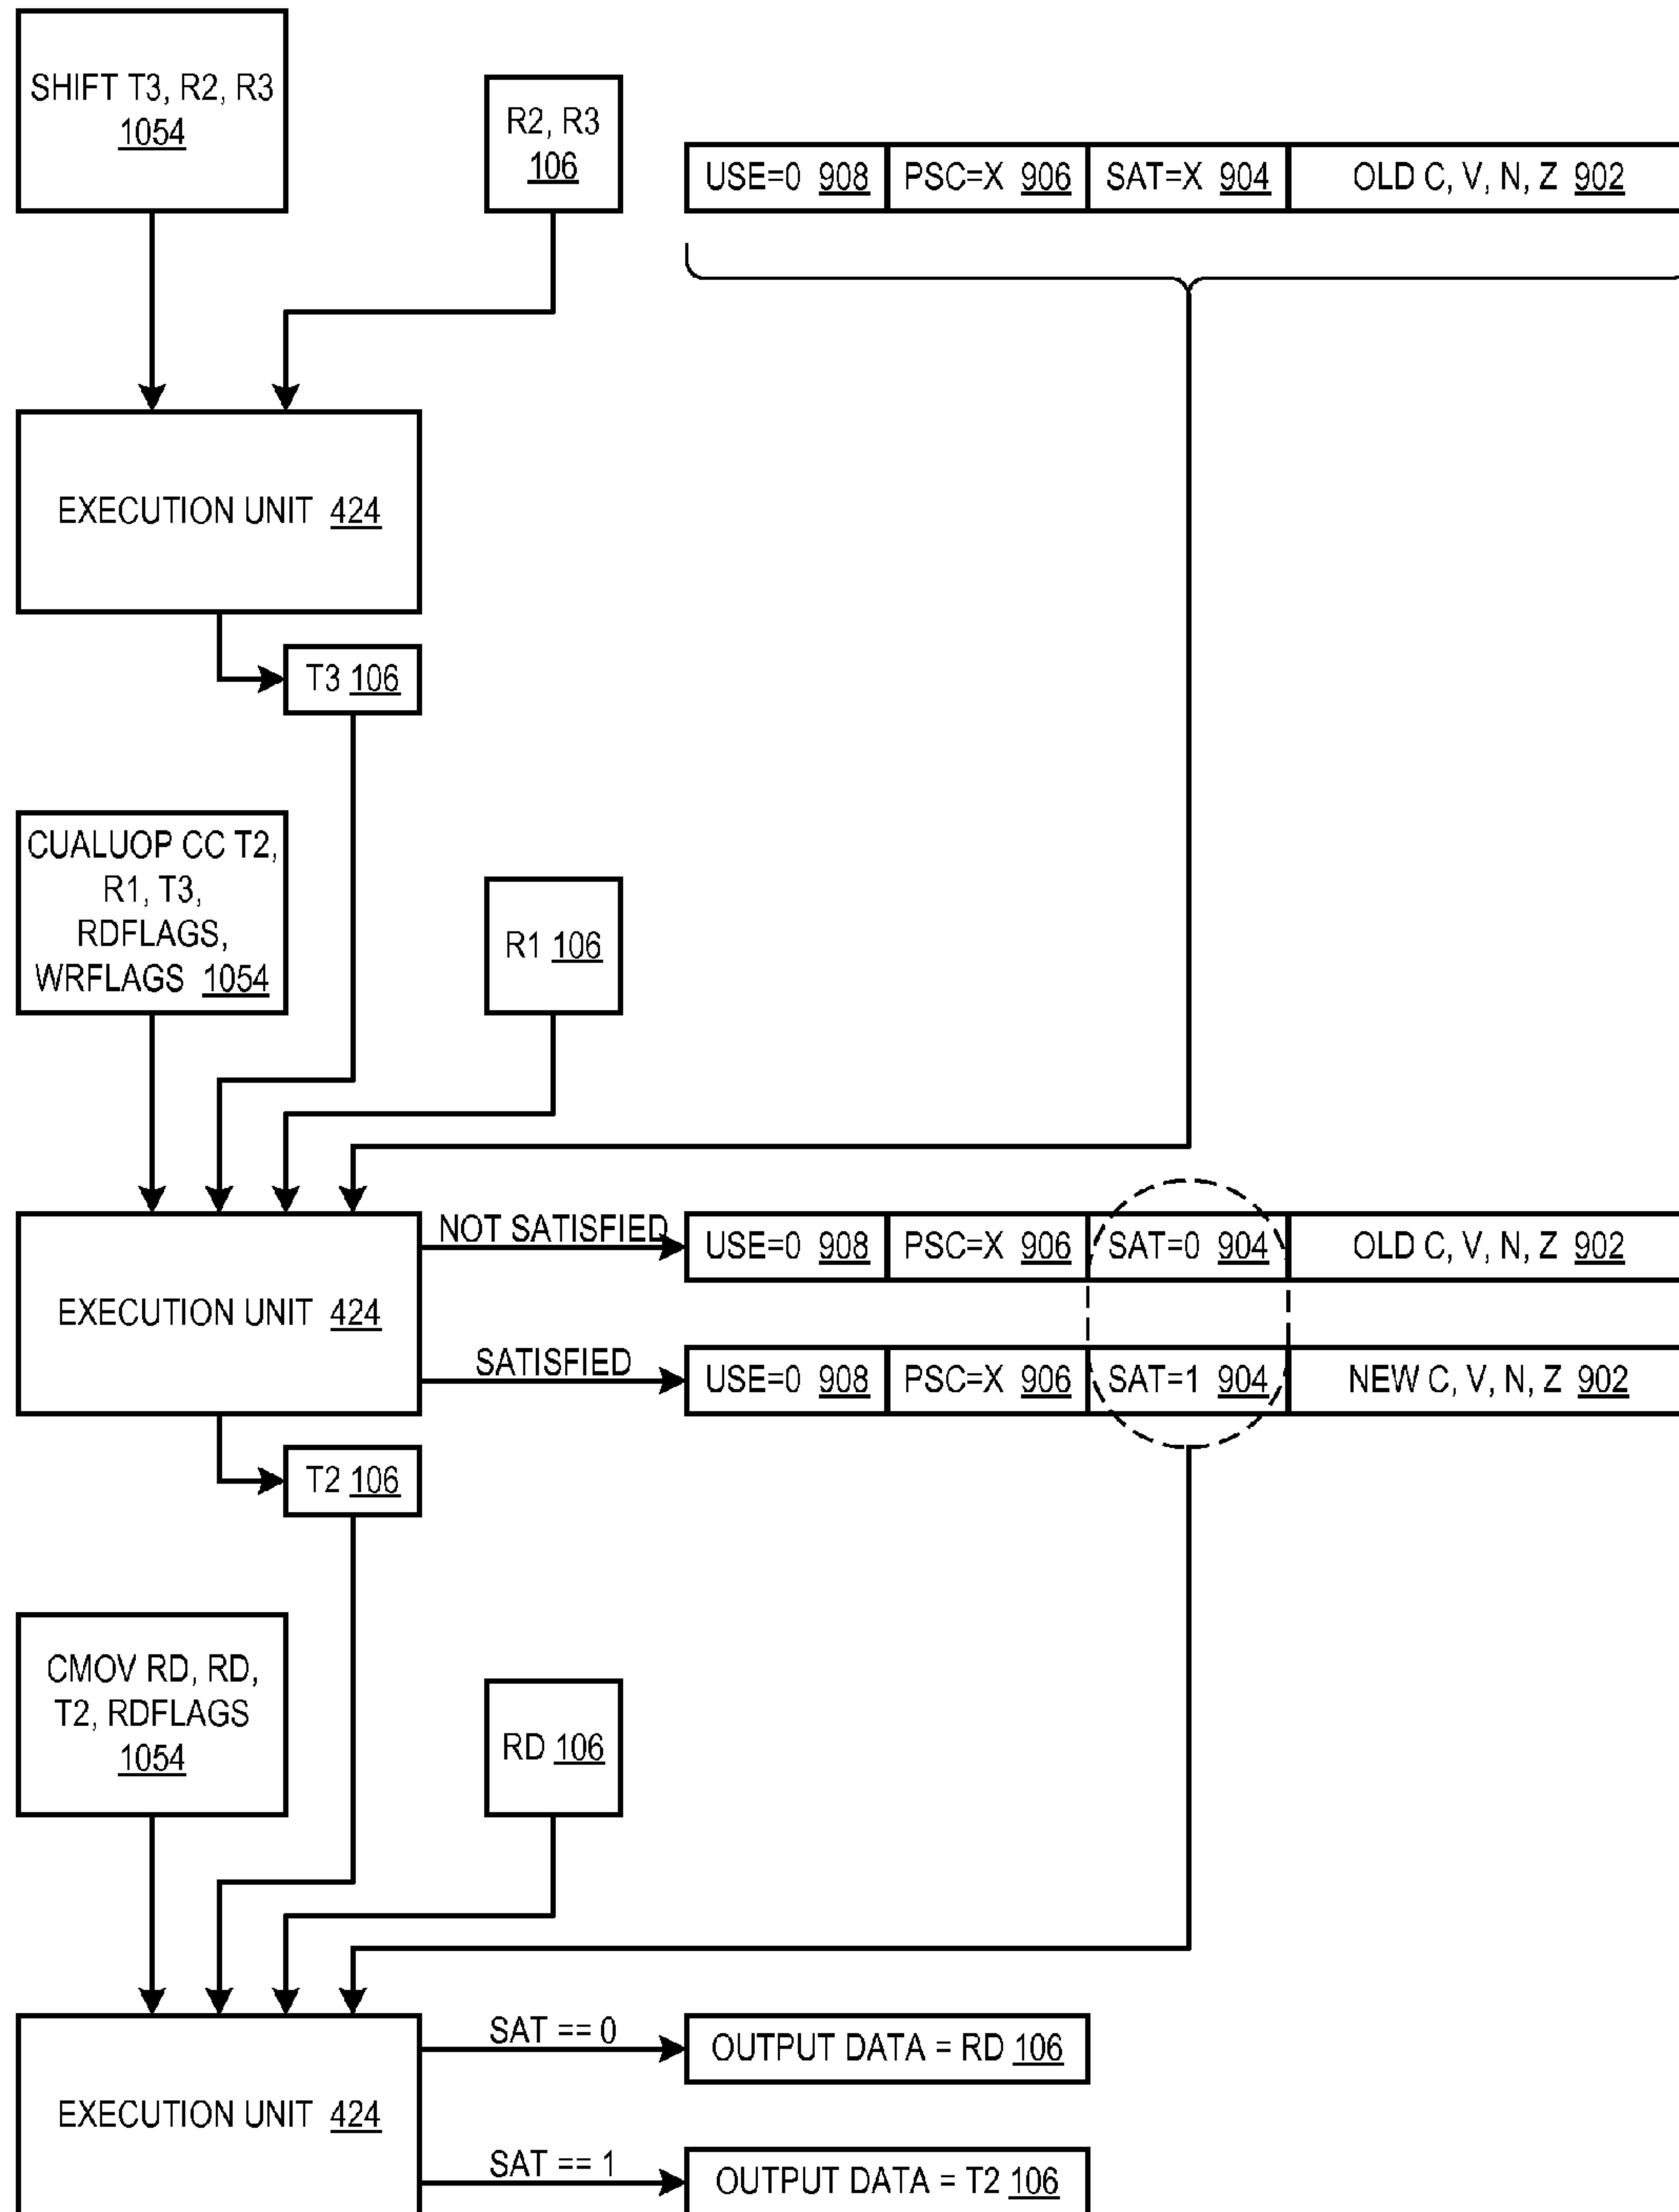 SHIFT T3, R2, R3
1054
R2, R3
106
USE=0 908 PSC=X 906 SAT=X 904 OLD C, V, N, Z 902
EXECUTION UNIT 424
T3 106
CUALUOP CC T2,
R1, T3,
RDFLAGS,
WRFLAGS 1054
R1 106
NOT SATISFIED
USE=0 908 PSC=X 906 SAT=0 904 OLD C, V, N, Z 902
EXECUTION UNIT 424
SATISFIED
USE=0 908 PSC=X 906 SAT=1 904 NEW C, V, N, Z 902
T2 106
CMOV RD, RD,
T2, RDFLAGS
1054
RD 106
SAT == 0
OUTPUT DATA = RD 106
EXECUTION UNIT 424
SAT == 1
OUTPUT DATA = T2 106